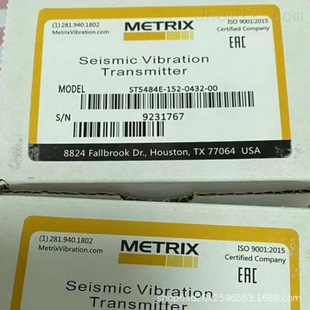 (1) 281.940.1802
MetrixVibration.com
METRIX
ISO 9001:2015
Certified Company
EAC
Seismic Vibration
Transmitter
MODEL
ST5484E-152-0432-00
S/N
9231767
8824 Fallbrook Dr., Houston, TX 77064 USA
(1) 281.940.1802
MetrixVibration.com
METRIX
ISO 9001:2015
Certified Company
EAC
Seismic Vibration
Transmitter